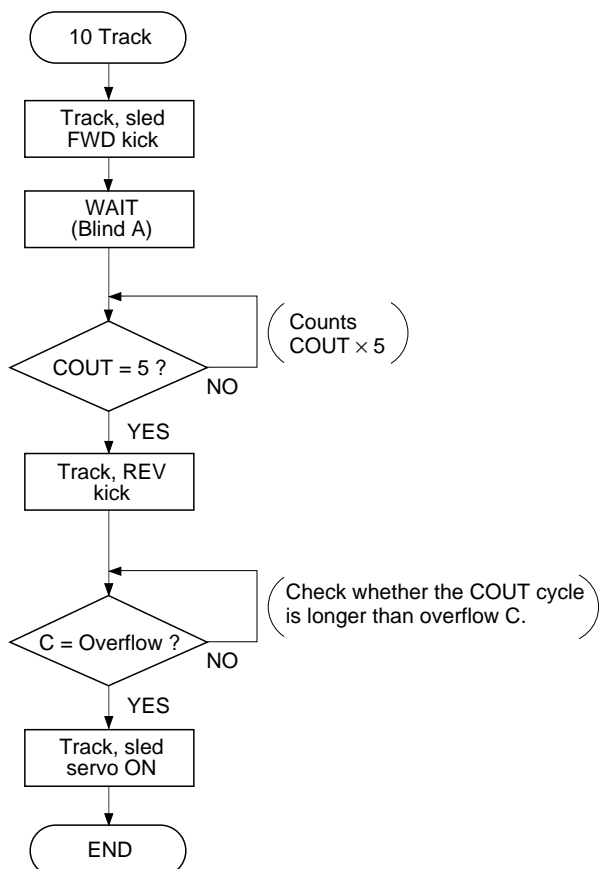 10 Track
Track, sled
FWD kick
WAIT
(Blind A)
Counts
COUT × 5
COUT = 5 ?
NO
YES
Track, REV
kick
Check whether the COUT cycle
is longer than overflow C.
C = Overflow ?
NO
YES
Track, sled
servo ON
END